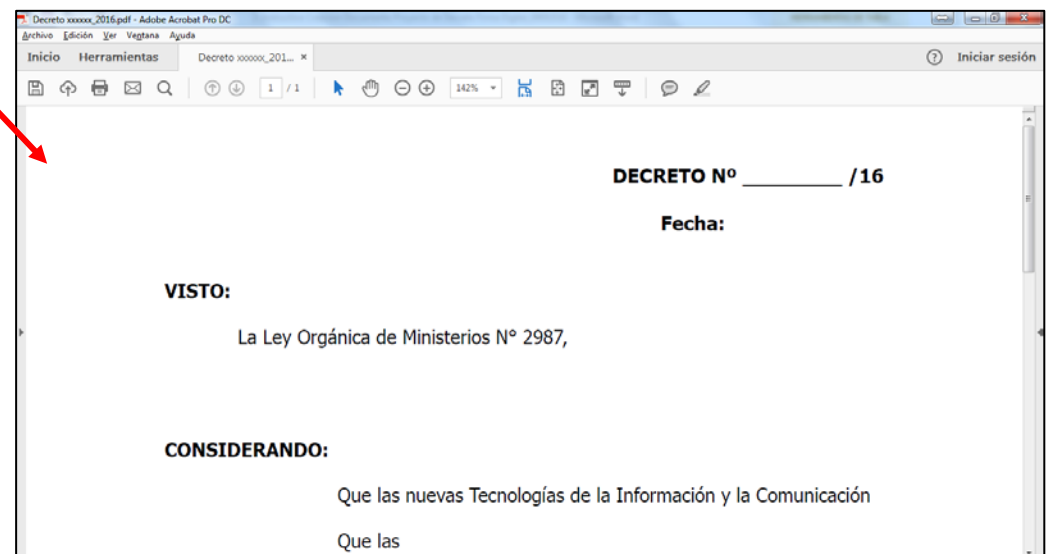 Decreto xxxxxx_2016.pdf - Adobe Acrobat Pro DC
Archivo Edición Ver Ventana Ayuda
Inicio Herramientas Decreto xxxxxx_201... × Iniciar sesión
1 / 1 142%
DECRETO Nº _________ /16
Fecha:
VISTO:
La Ley Orgánica de Ministerios N° 2987,
CONSIDERANDO:
Que las nuevas Tecnologías de la Información y la Comunicación
Que las